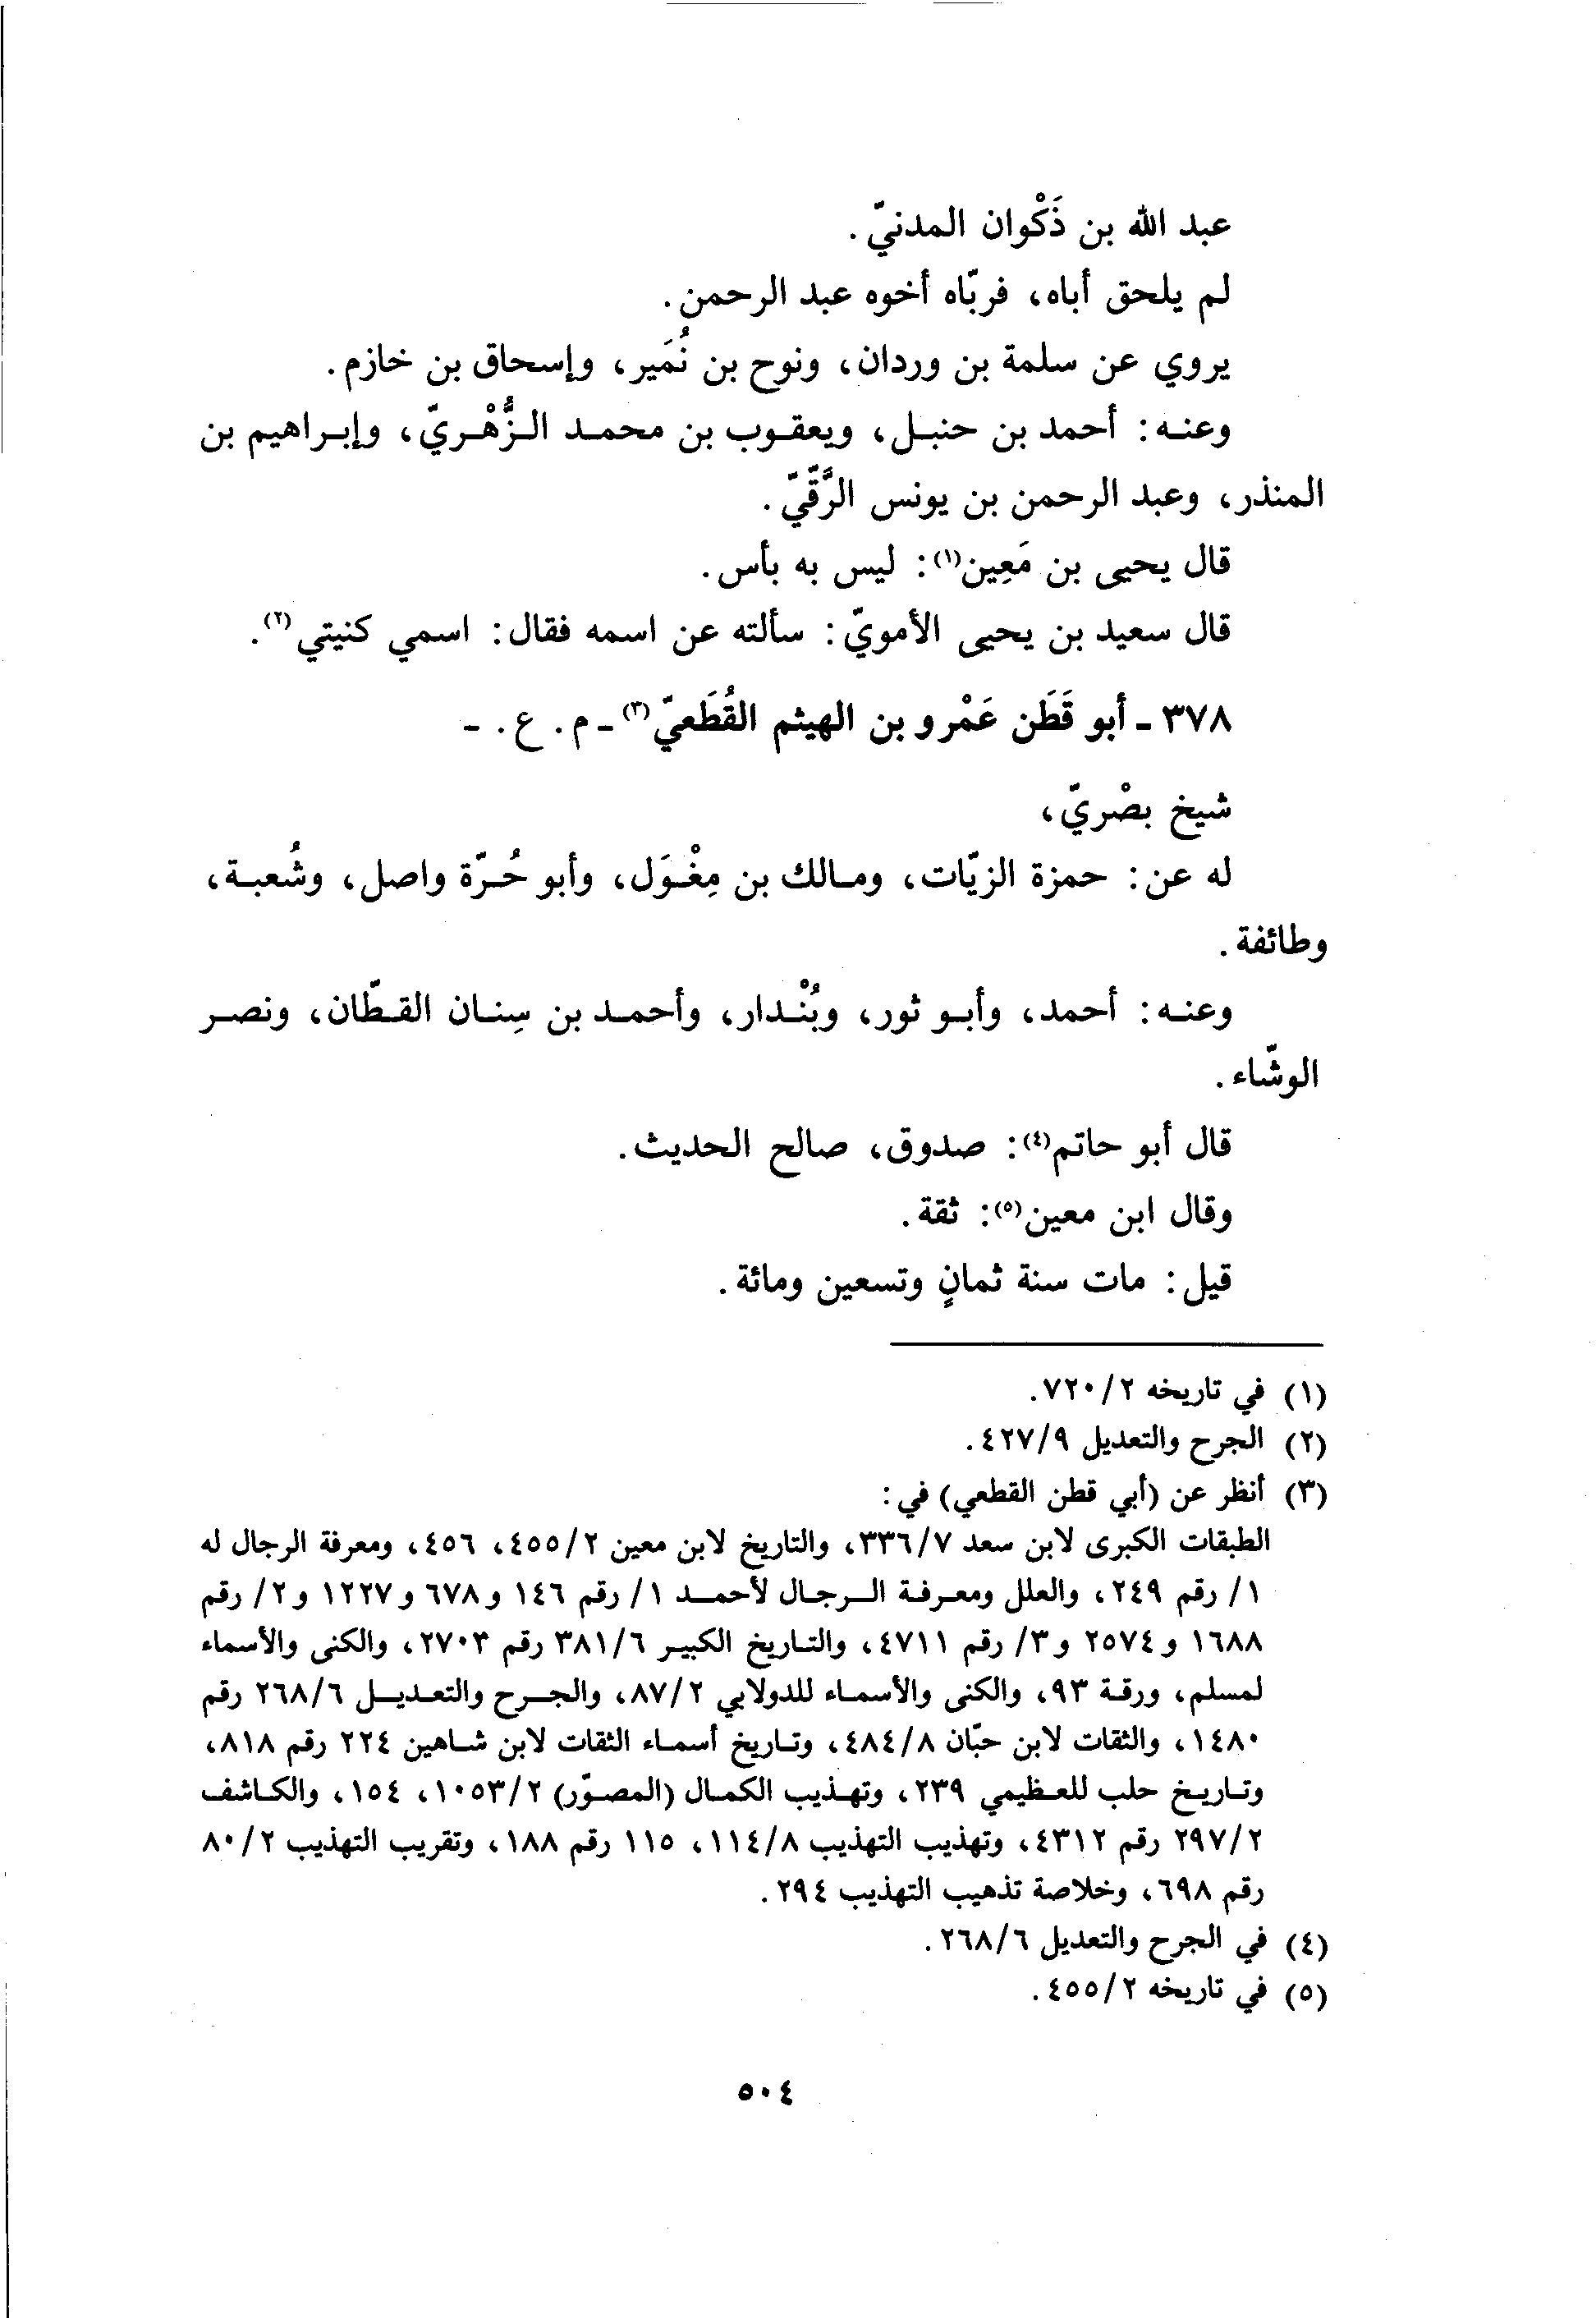 عبد الله بن ذَكْوان المدنيّ.
لم يلحق أباه، فربّاه أخوه عبد الرحمن.
يروي عن سلمة بن وردان، ونوح بن نُمَير، وإسحاق بن خازم.
وعنه: أحمد بن حنبل، ويعقوب بن محمد الزُّهْريّ، وإبراهيم بن
المنذر، وعبد الرحمن بن يونس الرَّقّيّ.
قال يحيى بن مَعِين(١): ليس به بأس.
قال سعيد بن يحيى الأمويّ: سألته عن اسمه فقال: اسمي كنيتي(٢).
٣٧٨ - أبو قَطَن عَمْرو بن الهيثم القُطَعيّ(٣) - م. ع. -
شيخ بصْريّ،
له عن: حمزة الزيّات، ومالك بن مِغْوَل، وأبو حُرّة واصل، وشُعبة،
وطائفة.
وعنه: أحمد، وأبو ثور، وبُنْدار، وأحمد بن سِنان القطّان، ونصر
الوشّاء.
قال أبو حاتم(٤): صدوق، صالح الحديث.
وقال ابن معين(٥): ثقة.
قيل: مات سنة ثمانٍ وتسعين ومائة.
(١) في تاريخه ٢/٧٢٠.
(٢) الجرح والتعديل ٩/٤٢٧.
(٣) أنظر عن (أبي قطن القطعي) في:
الطبقات الكبرى لابن سعد ٧/٣٣٦، والتاريخ لابن معين ٢/٤٥٥، ٤٥٦، ومعرفة الرجال له
١/ رقم ٢٤٩، والعلل ومعرفة الرجال لأحمد ١/ رقم ١٤٦ و٦٧٨ و١٢٢٧ و٢/ رقم
١٦٨٨ و٢٥٧٤ و٣/ رقم ٤٧١١، والتاريخ الكبير ٦/٣٨١ رقم ٢٧٠٣، والكنى والأسماء
لمسلم، ورقة ٩٣، والكنى والأسماء للدولابي ٢/٨٧، والجرح والتعديل ٦/٢٦٨ رقم
١٤٨٠، والثقات لابن حبّان ٨/٤٨٤، وتاريخ أسماء الثقات لابن شاهين ٢٢٤ رقم ٨١٨،
وتاريخ حلب للعظيمي ٢٣٩، وتهذيب الكمال (المصوّر) ٢/١٠٥٣، ١٥٤، والكاشف
٢/٢٩٧ رقم ٤٣١٢، وتهذيب التهذيب ٨/١١٤، ١١٥ رقم ١٨٨، وتقريب التهذيب ٢/٨٠
رقم ٦٩٨، وخلاصة تذهيب التهذيب ٢٩٤.
(٤) في الجرح والتعديل ٦/٢٦٨.
(٥) في تاريخه ٢/٤٥٥.
٥٠٤